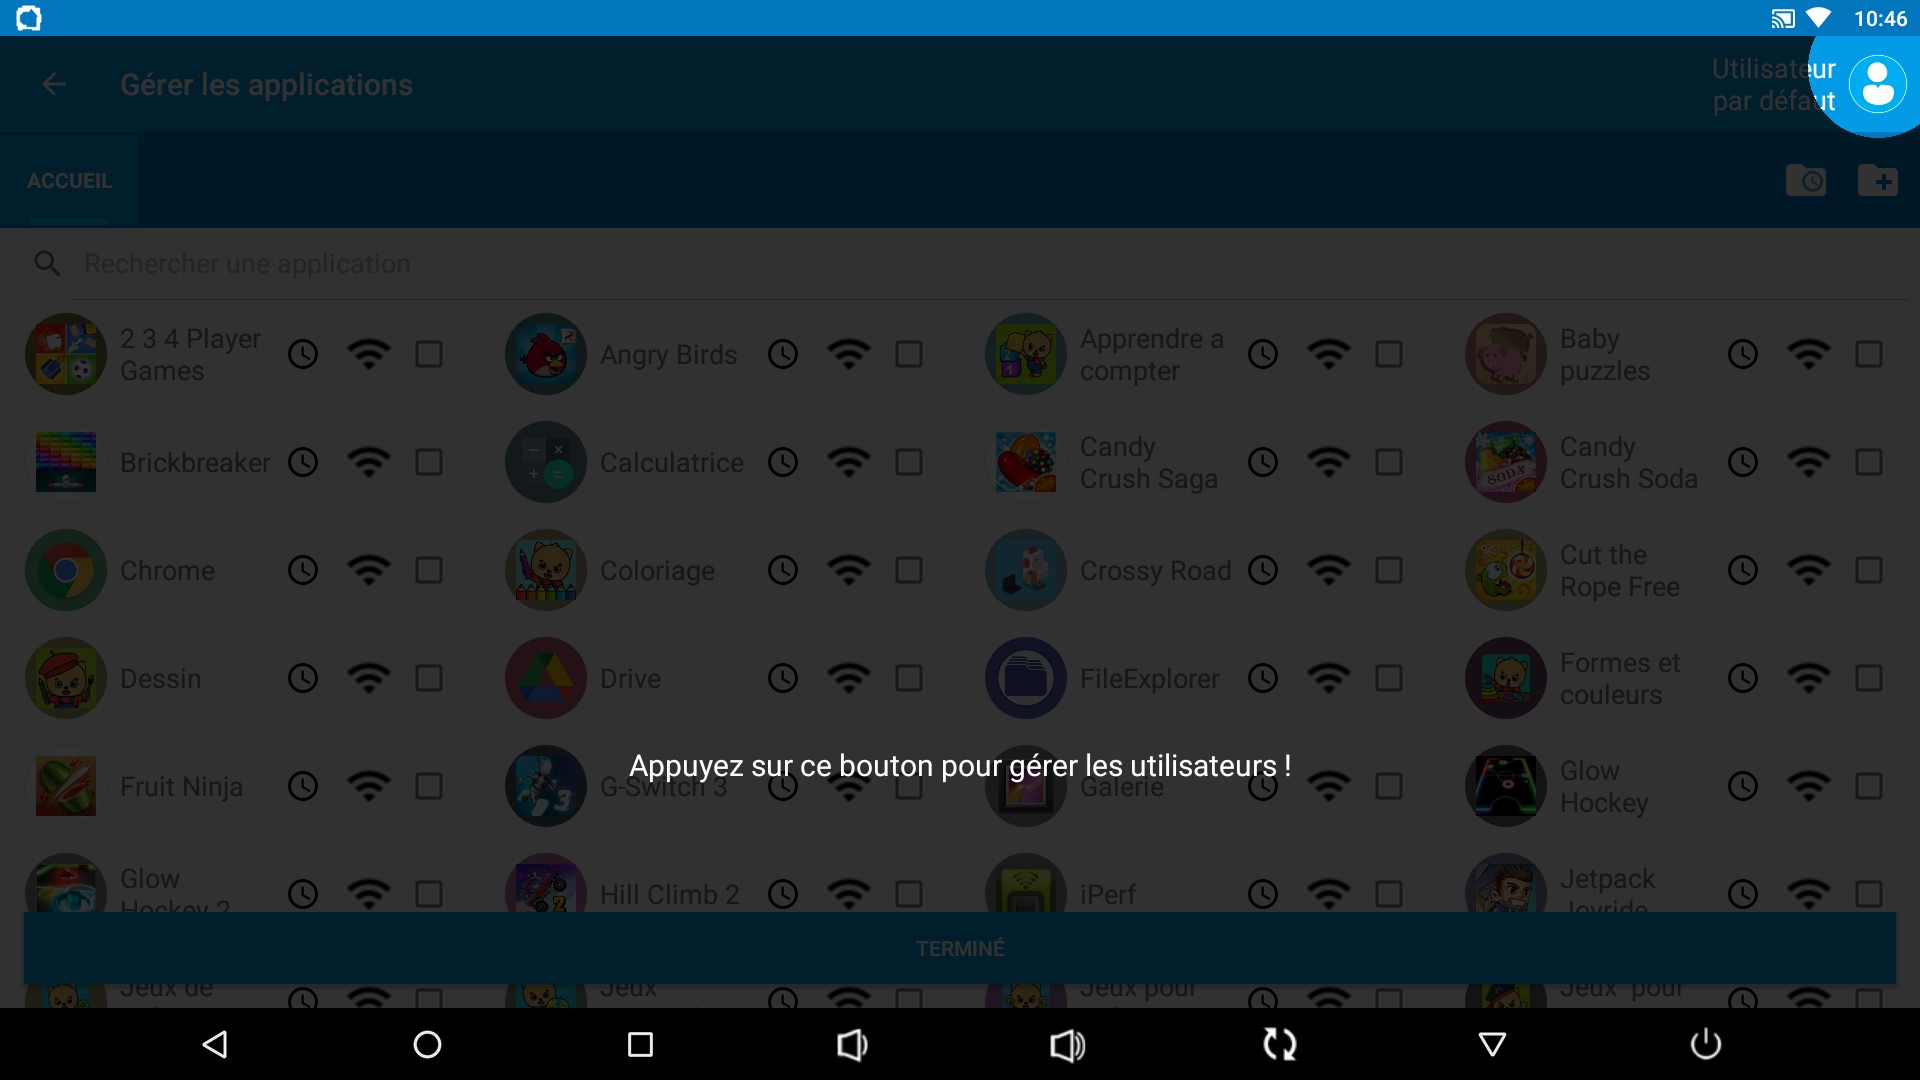 10:46
Gérer les applications
Utilisateur
par défaut
ACCUEIL
Rechercher une application
2 3 4 Player
Games
Angry Birds
Apprendre a
compter
Baby
puzzles
Brickbreaker
Calculatrice
Candy
Crush Saga
Candy
Crush Soda
Chrome
Coloriage
Crossy Road
Cut the
Rope Free
Dessin
Drive
FileExplorer
Formes et
couleurs
Appuyez sur ce bouton pour gérer les utilisateurs !
Fruit Ninja
G-Switch 3
Galerie
Glow
Hockey
Glow
Hockey 2
Hill Climb 2
iPerf
Jetpack
Joyride
TERMINÉ
Jeux de
Jeux
Jeux pour
Jeux pour